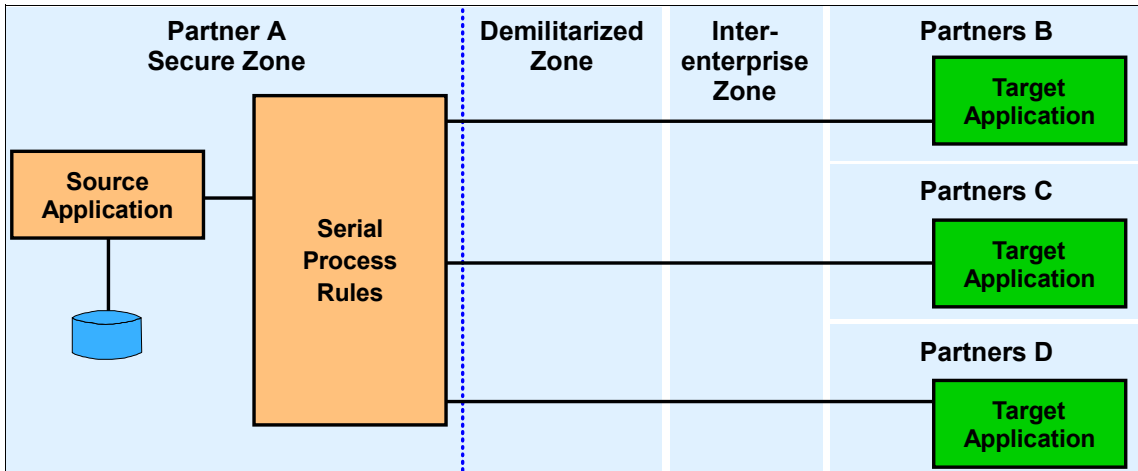 Partner A
Secure Zone
Demilitarized
Zone
Inter-
enterprise
Zone
Partners B
Target
Application
Source
Application
Serial
Process
Rules
Partners C
Target
Application
Partners D
Target
Application